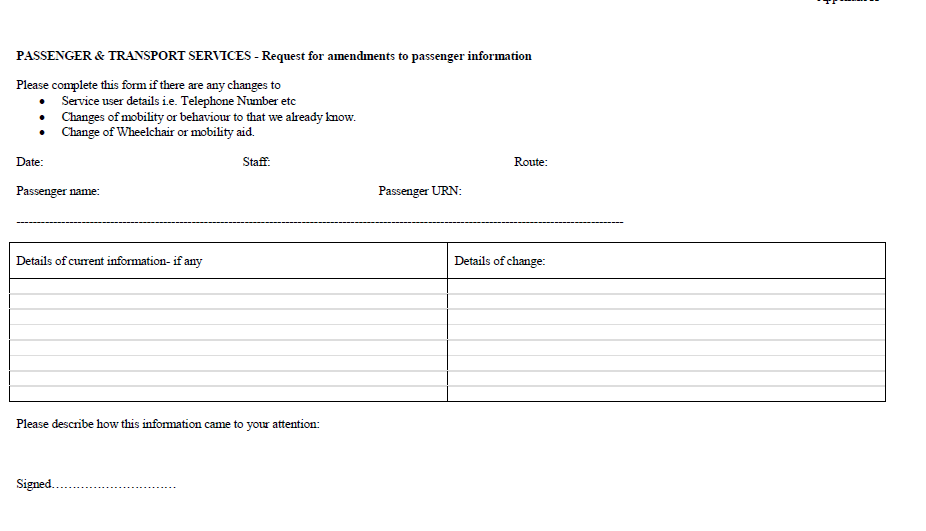 PASSENGER & TRANSPORT SERVICES - Request for amendments to passenger information
Please complete this form if there are any changes to
• Service user details i.e. Telephone Number etc
• Changes of mobility or behaviour to that we already know.
• Change of Wheelchair or mobility aid.
Date: Staff: Route:
Passenger name: Passenger URN:
Details of current information- if any Details of change:
Please describe how this information came to your attention:
Signed…………………………